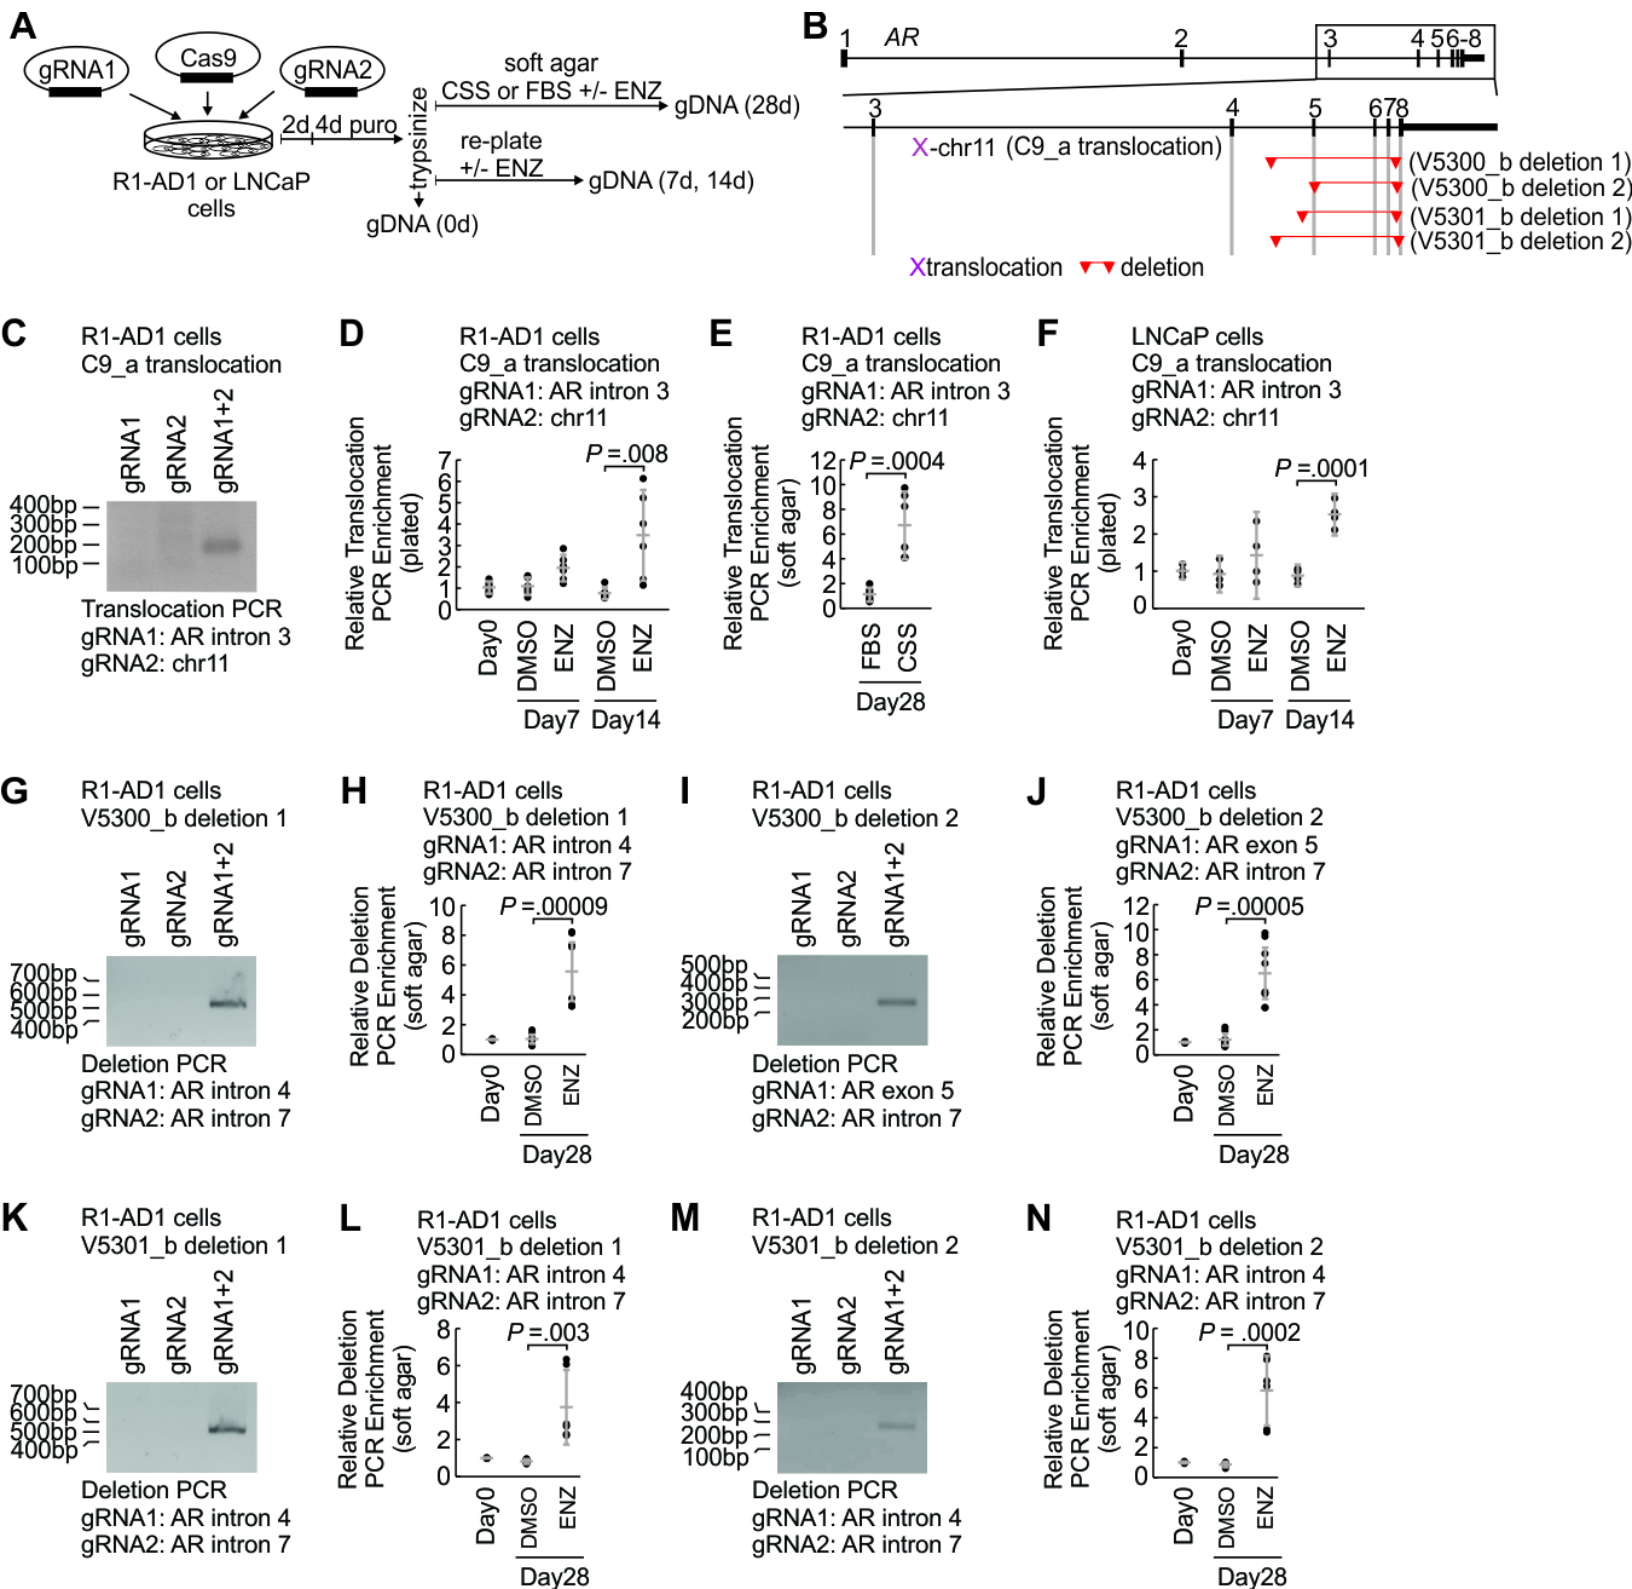 A
gRNA1
Cas9
gRNA2
2d 4d puro
R1-AD1 or LNCaP
cells
trypsinize
soft agar
CSS or FBS +/- ENZ
gDNA (28d)
re-plate
+/- ENZ
gDNA (7d, 14d)
gDNA (0d)
B
1 AR 2 3 4 5 6-8
3 4 5 6 7 8
X-chr11 (C9_a translocation)
(V5300_b deletion 1)
(V5300_b deletion 2)
(V5301_b deletion 1)
(V5301_b deletion 2)
X translocation deletion
C
R1-AD1 cells
C9_a translocation
gRNA1
gRNA2
gRNA1+2
400bp
300bp
200bp
100bp
Translocation PCR
gRNA1: AR intron 3
gRNA2: chr11
D
R1-AD1 cells
C9_a translocation
gRNA1: AR intron 3
gRNA2: chr11
Relative Translocation
PCR Enrichment
(plated)
7
6
5
4
3
2
1
0
P =.008
Day0
DMSO
ENZ
DMSO
ENZ
Day7 Day14
E
R1-AD1 cells
C9_a translocation
gRNA1: AR intron 3
gRNA2: chr11
Relative Translocation
PCR Enrichment
(soft agar)
12
10
8
6
4
2
0
P =.0004
FBS
CSS
Day28
F
LNCaP cells
C9_a translocation
gRNA1: AR intron 3
gRNA2: chr11
Relative Translocation
PCR Enrichment
(plated)
4
3
2
1
0
P =.0001
Day0
DMSO
ENZ
DMSO
ENZ
Day7 Day14
G
R1-AD1 cells
V5300_b deletion 1
gRNA1
gRNA2
gRNA1+2
700bp
600bp
500bp
400bp
Deletion PCR
gRNA1: AR intron 4
gRNA2: AR intron 7
H
R1-AD1 cells
V5300_b deletion 1
gRNA1: AR intron 4
gRNA2: AR intron 7
Relative Deletion
PCR Enrichment
(soft agar)
10
8
6
4
2
0
P =.00009
Day0
DMSO
ENZ
Day28
I
R1-AD1 cells
V5300_b deletion 2
gRNA1
gRNA2
gRNA1+2
500bp
400bp
300bp
200bp
Deletion PCR
gRNA1: AR exon 5
gRNA2: AR intron 7
J
R1-AD1 cells
V5300_b deletion 2
gRNA1: AR exon 5
gRNA2: AR intron 7
Relative Deletion
PCR Enrichment
(soft agar)
12
10
8
6
4
2
0
P =.00005
Day0
DMSO
ENZ
Day28
K
R1-AD1 cells
V5301_b deletion 1
gRNA1
gRNA2
gRNA1+2
700bp
600bp
500bp
400bp
Deletion PCR
gRNA1: AR intron 4
gRNA2: AR intron 7
L
R1-AD1 cells
V5301_b deletion 1
gRNA1: AR intron 4
gRNA2: AR intron 7
Relative Deletion
PCR Enrichment
(soft agar)
8
6
4
2
0
P =.003
Day0
DMSO
ENZ
Day28
M
R1-AD1 cells
V5301_b deletion 2
gRNA1
gRNA2
gRNA1+2
400bp
300bp
200bp
100bp
Deletion PCR
gRNA1: AR intron 4
gRNA2: AR intron 7
N
R1-AD1 cells
V5301_b deletion 2
gRNA1: AR intron 4
gRNA2: AR intron 7
Relative Deletion
PCR Enrichment
(soft agar)
10
8
6
4
2
0
P = .0002
Day0
DMSO
ENZ
Day28